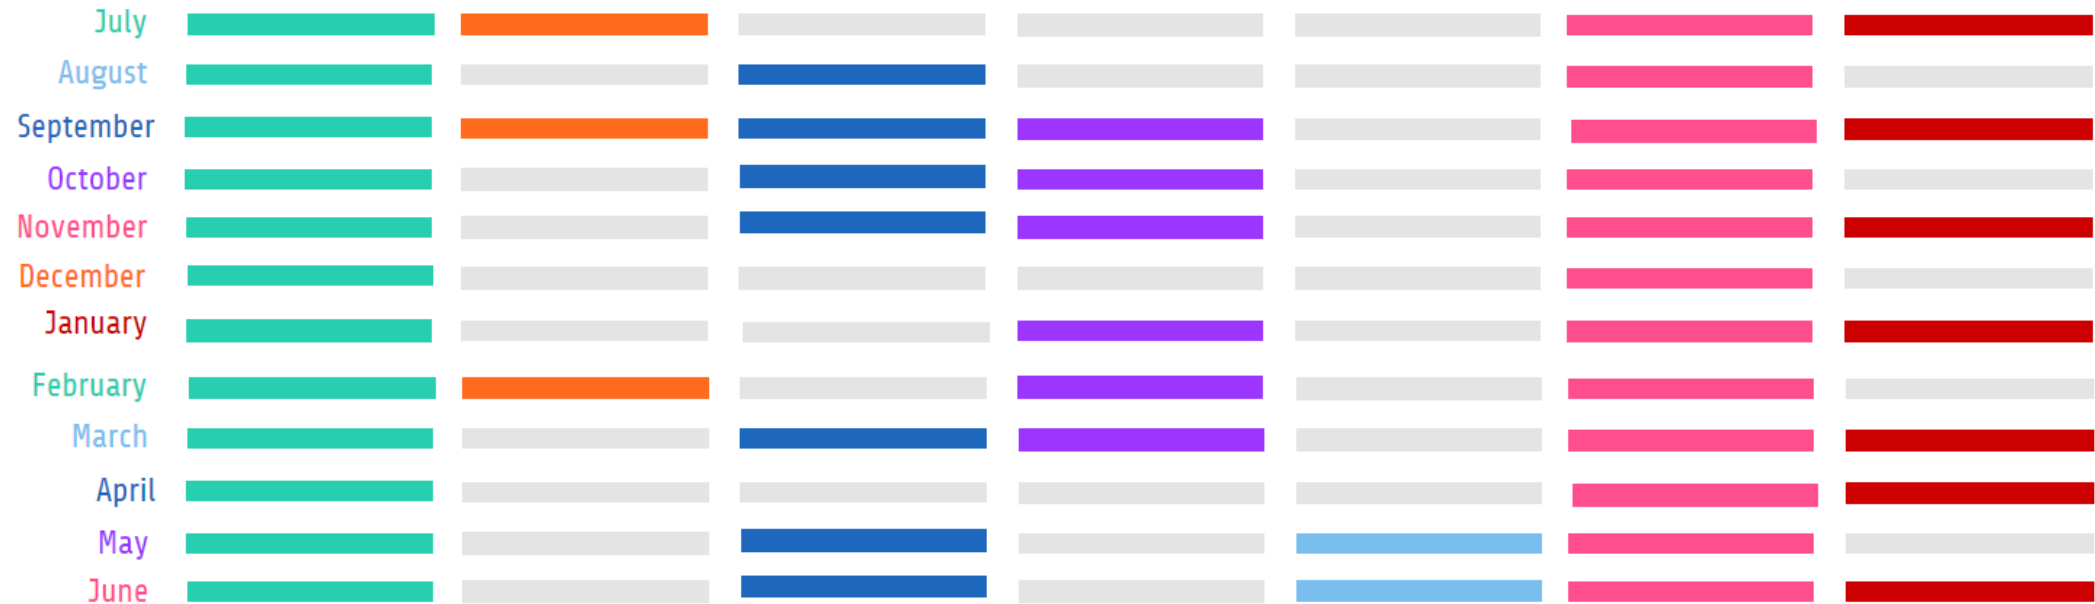 July
August
September
October
November
December
January
February
March
April
May
June